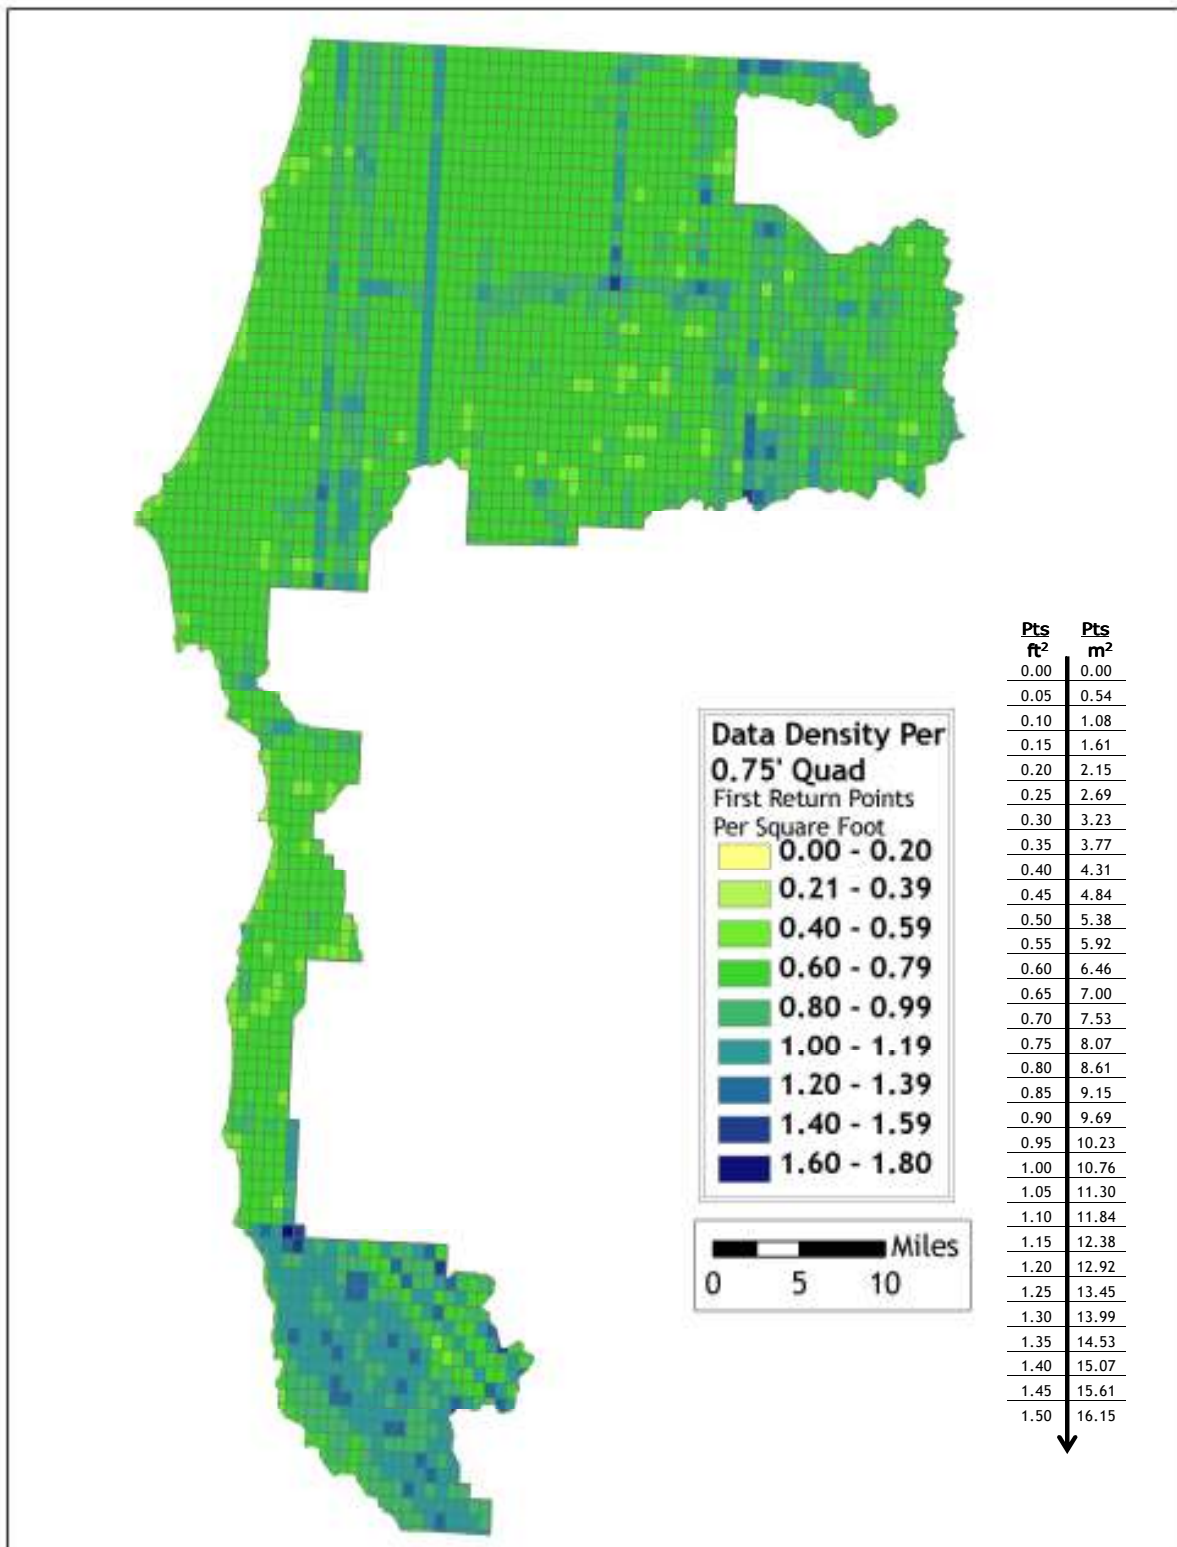 Pts Pts
ft² m²
0.00 0.00
0.05 0.54
0.10 1.08
0.15 1.61
0.20 2.15
0.25 2.69
0.30 3.23
0.35 3.77
0.40 4.31
0.45 4.84
0.50 5.38
0.55 5.92
0.60 6.46
0.65 7.00
0.70 7.53
0.75 8.07
0.80 8.61
0.85 9.15
0.90 9.69
0.95 10.23
1.00 10.76
1.05 11.30
1.10 11.84
1.15 12.38
1.20 12.92
1.25 13.45
1.30 13.99
1.35 14.53
1.40 15.07
1.45 15.61
1.50 16.15
Data Density Per
0.75' Quad
First Return Points
Per Square Foot
0.00 - 0.20
0.21 - 0.39
0.40 - 0.59
0.60 - 0.79
0.80 - 0.99
1.00 - 1.19
1.20 - 1.39
1.40 - 1.59
1.60 - 1.80
Miles
0 5 10